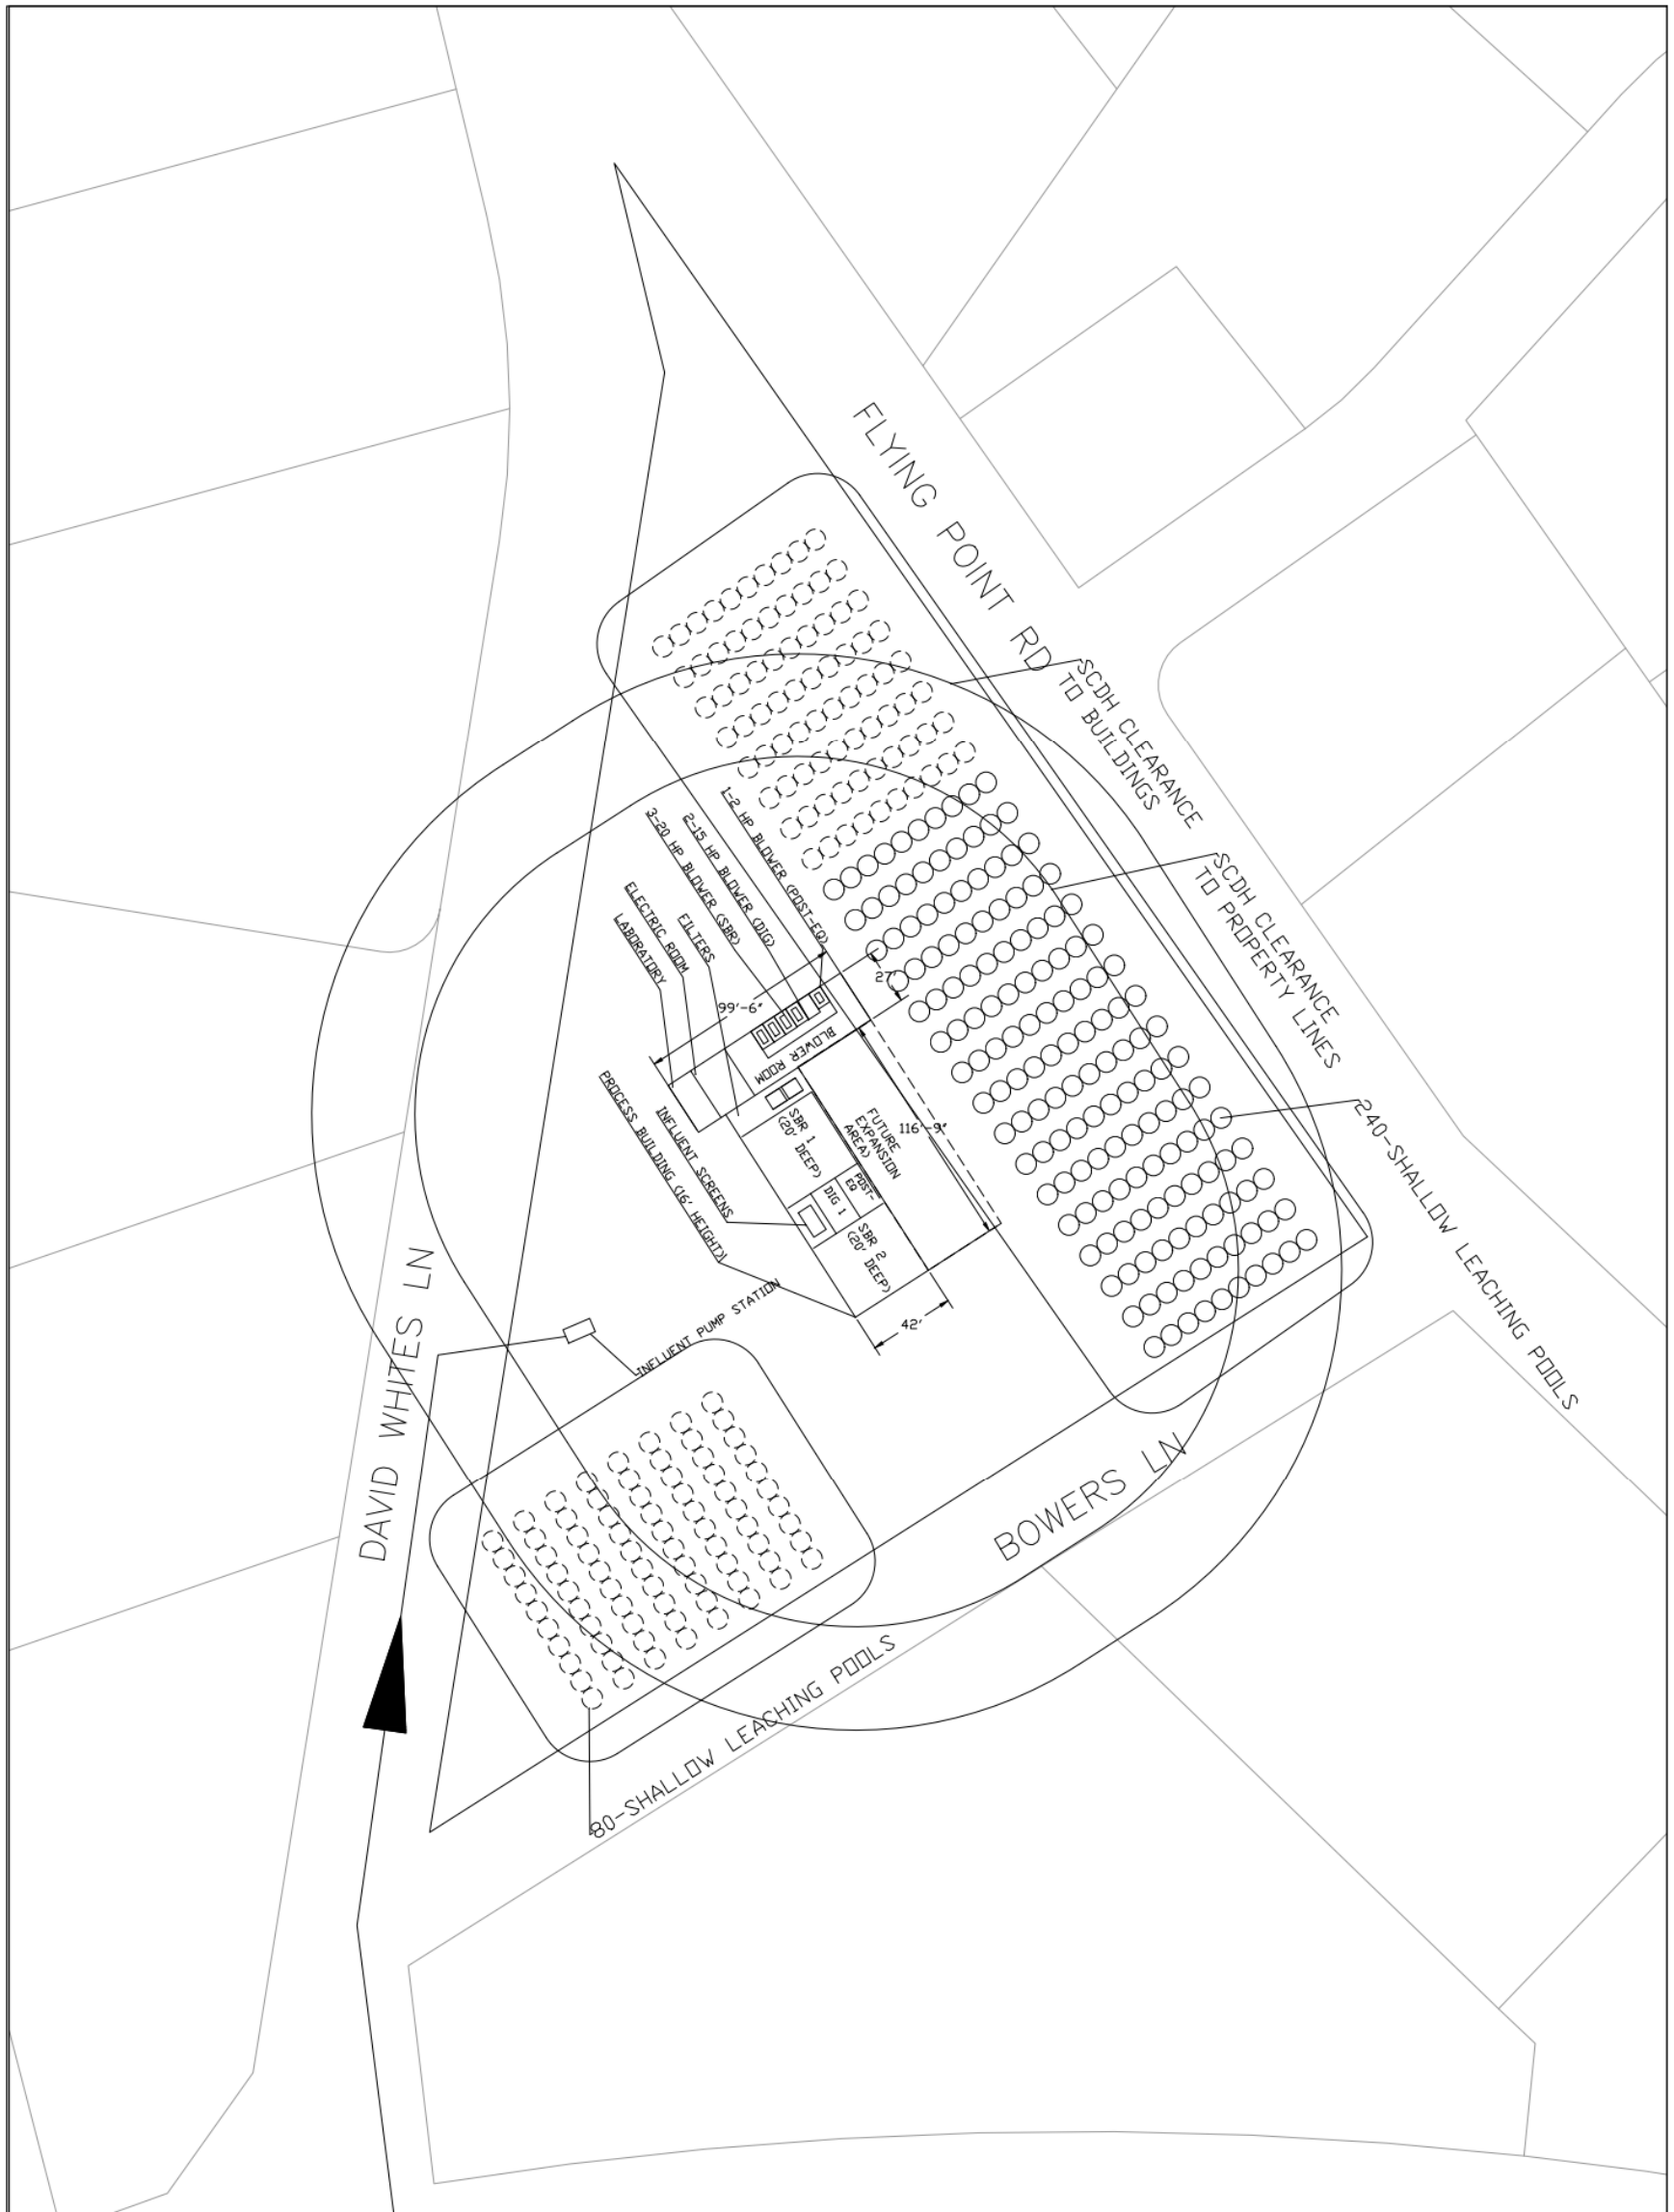 FLYING POINT RD
SCDH CLEARANCE
TO BUILDINGS
SCDH CLEARANCE
TO PROPERTY LINES
240-SHALLOW LEACHING POOLS
1-2 HP BLOWER (POST-EQ)
2-15 HP BLOWER (DIG)
3-20 HP BLOWER (SBR)
FILTERS
ELECTRIC ROOM
LABORATORY
27'
99'-6"
BLOWER ROOM
FUTURE
EXPANSION
AREA)
116'-9"
SBR 1
(20' DEEP)
POST-
EQ
DIG 1
SBR 2
(20' DEEP)
INFLUENT SCREENS
PROCESS BUILDING (16' HEIGHT)
42'
INFLUENT PUMP STATION
DAVID WHITES LN
BOWERS LN
80-SHALLOW LEACHING POOLS